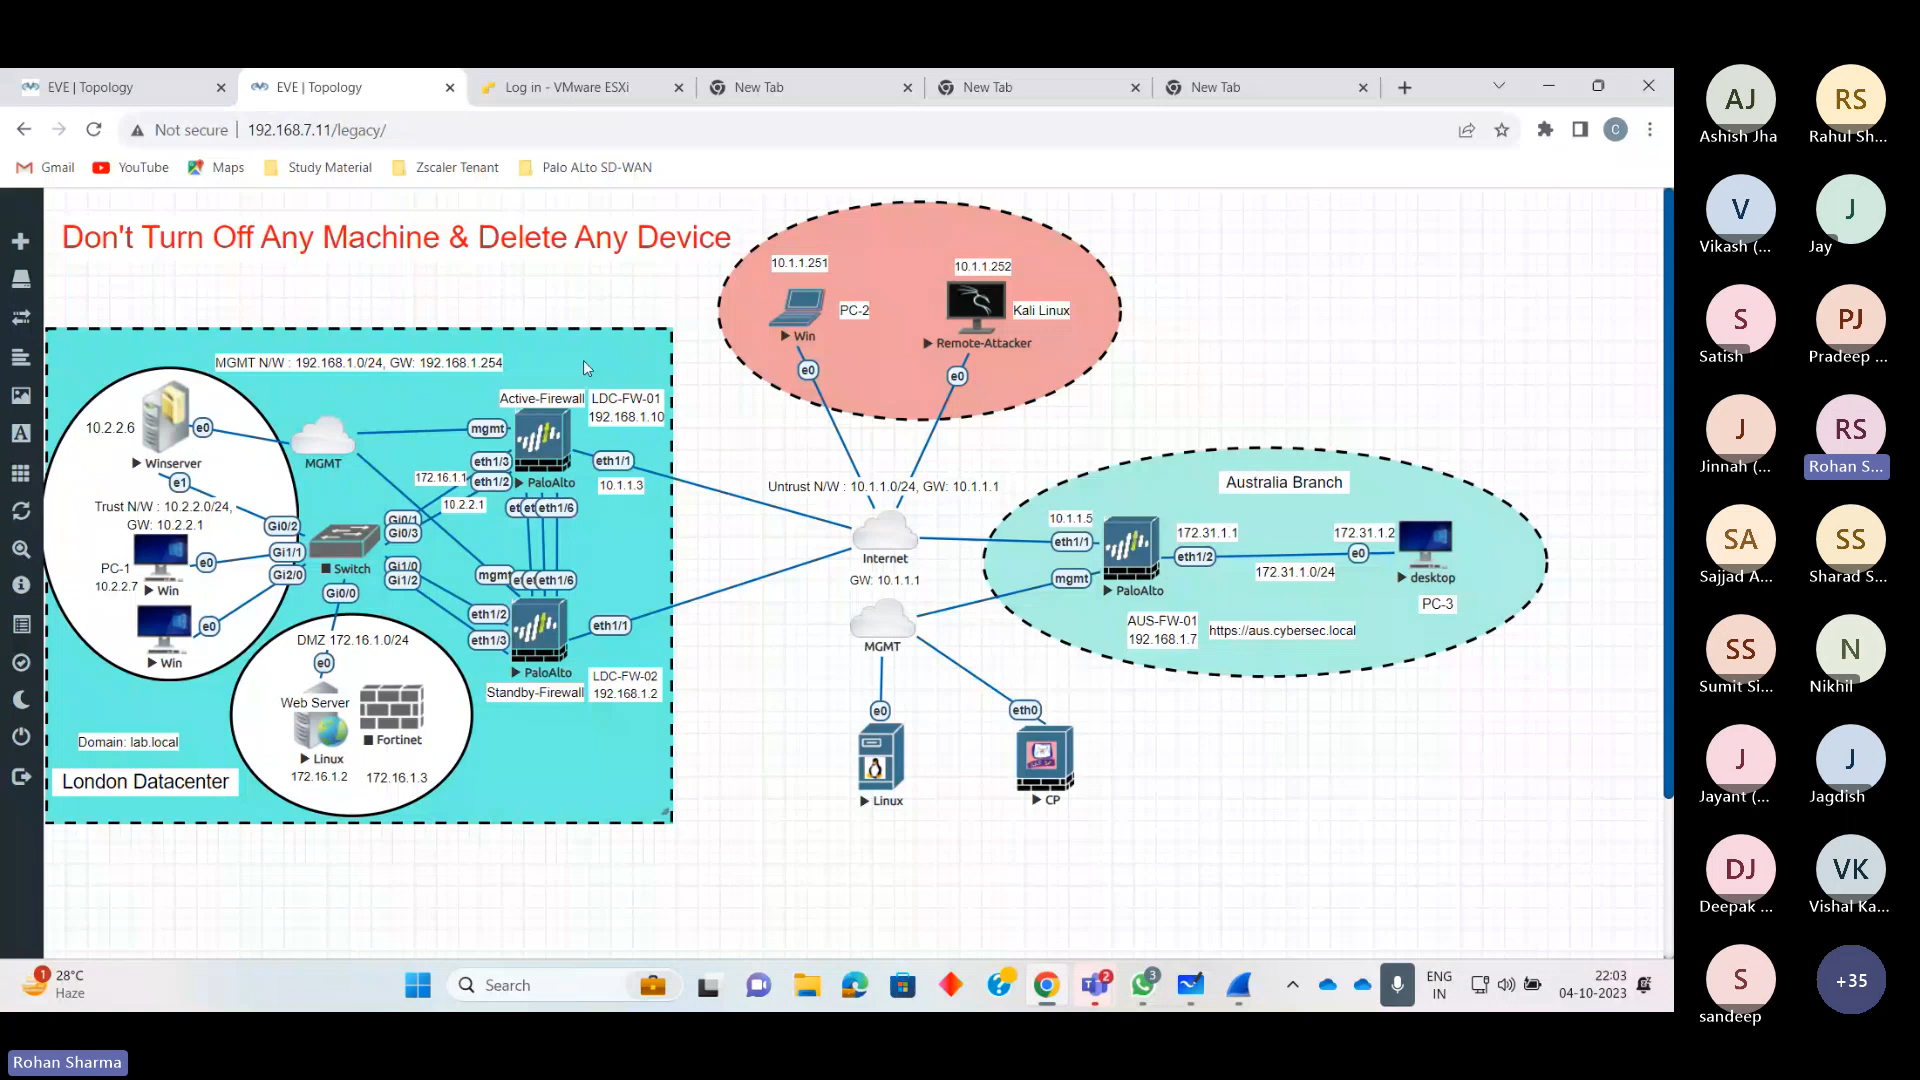 EVE | Topology
EVE | Topology
Log in - VMware ESXi
New Tab
New Tab
New Tab
Not secure
192.168.7.11/legacy/
C
Gmail
YouTube
Maps
Study Material
Zscaler Tenant
Palo ALto SD-WAN
Don't Turn Off Any Machine & Delete Any Device
10.1.1.251
10.1.1.252
PC-2
Kali Linux
Win
Remote-Attacker
e0
e0
MGMT N/W : 192.168.1.0/24, GW: 192.168.1.254
Active-Firewall
LDC-FW-01
192.168.1.10
10.2.2.6
e0
mgmt
MGMT
Winserver
eth1/3
eth1/1
172.16.1.1
eth1/2
PaloAlto
e1
10.1.1.3
10.2.2.1
Untrust N/W : 10.1.1.0/24, GW: 10.1.1.1
Trust N/W : 10.2.2.0/24,
GW: 10.2.2.1
Gi0/2
Gi0/1
Gi0/3
eth1/6
Internet
GW: 10.1.1.1
PC-1
10.2.2.7
Win
e0
Gi1/1
Gi2/0
Switch
Gi1/0
Gi1/2
mgmt
eth1/6
Gi0/0
eth1/2
eth1/3
eth1/1
e0
Win
DMZ 172.16.1.0/24
e0
PaloAlto
LDC-FW-02
192.168.1.2
Standby-Firewall
Web Server
Fortinet
Linux
172.16.1.2
172.16.1.3
Domain: lab.local
London Datacenter
Australia Branch
10.1.1.5
172.31.1.1
172.31.1.2
eth1/1
eth1/2
e0
172.31.1.0/24
desktop
mgmt
PaloAlto
PC-3
AUS-FW-01
192.168.1.7
https://aus.cybersec.local
MGMT
e0
eth0
Linux
CP
1
28°C
Haze
Search
2
3
ENG
IN
22:03
04-10-2023
AJ
Ashish Jha
RS
Rahul Sh...
V
Vikash (...
J
Jay
S
Satish
PJ
Pradeep ...
J
Jinnah (...
RS
Rohan S...
SA
Sajjad A...
SS
Sharad S...
SS
Sumit Si...
N
Nikhil
J
Jayant (...
J
Jagdish
DJ
Deepak ...
VK
Vishal Ka...
S
sandeep
+35
Rohan Sharma